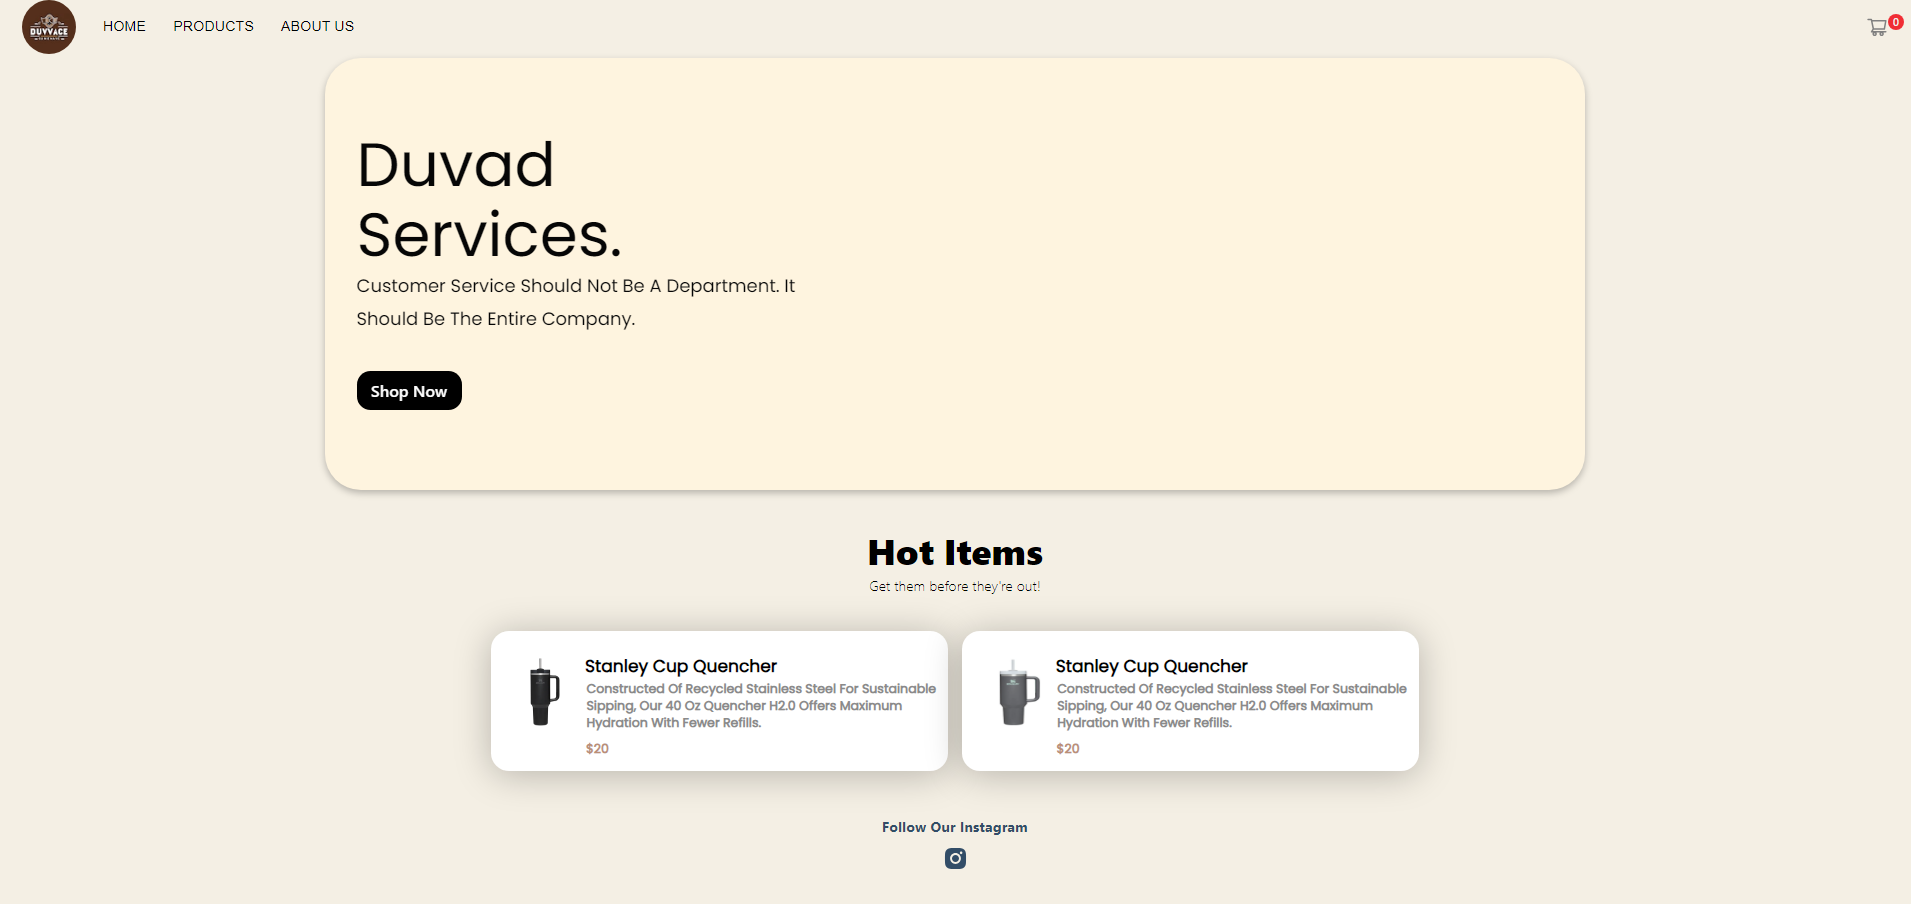 DUVVACE
HOME
PRODUCTS
ABOUT US
0
Duvad
Services.
Customer Service Should Not Be A Department. It
Should Be The Entire Company.
Shop Now
Hot Items
Get them before they're out!
Stanley Cup Quencher
Constructed Of Recycled Stainless Steel For Sustainable
Sipping, Our 40 Oz Quencher H2.0 Offers Maximum
Hydration With Fewer Refills.
$20
Stanley Cup Quencher
Constructed Of Recycled Stainless Steel For Sustainable
Sipping, Our 40 Oz Quencher H2.0 Offers Maximum
Hydration With Fewer Refills.
$20
Follow Our Instagram